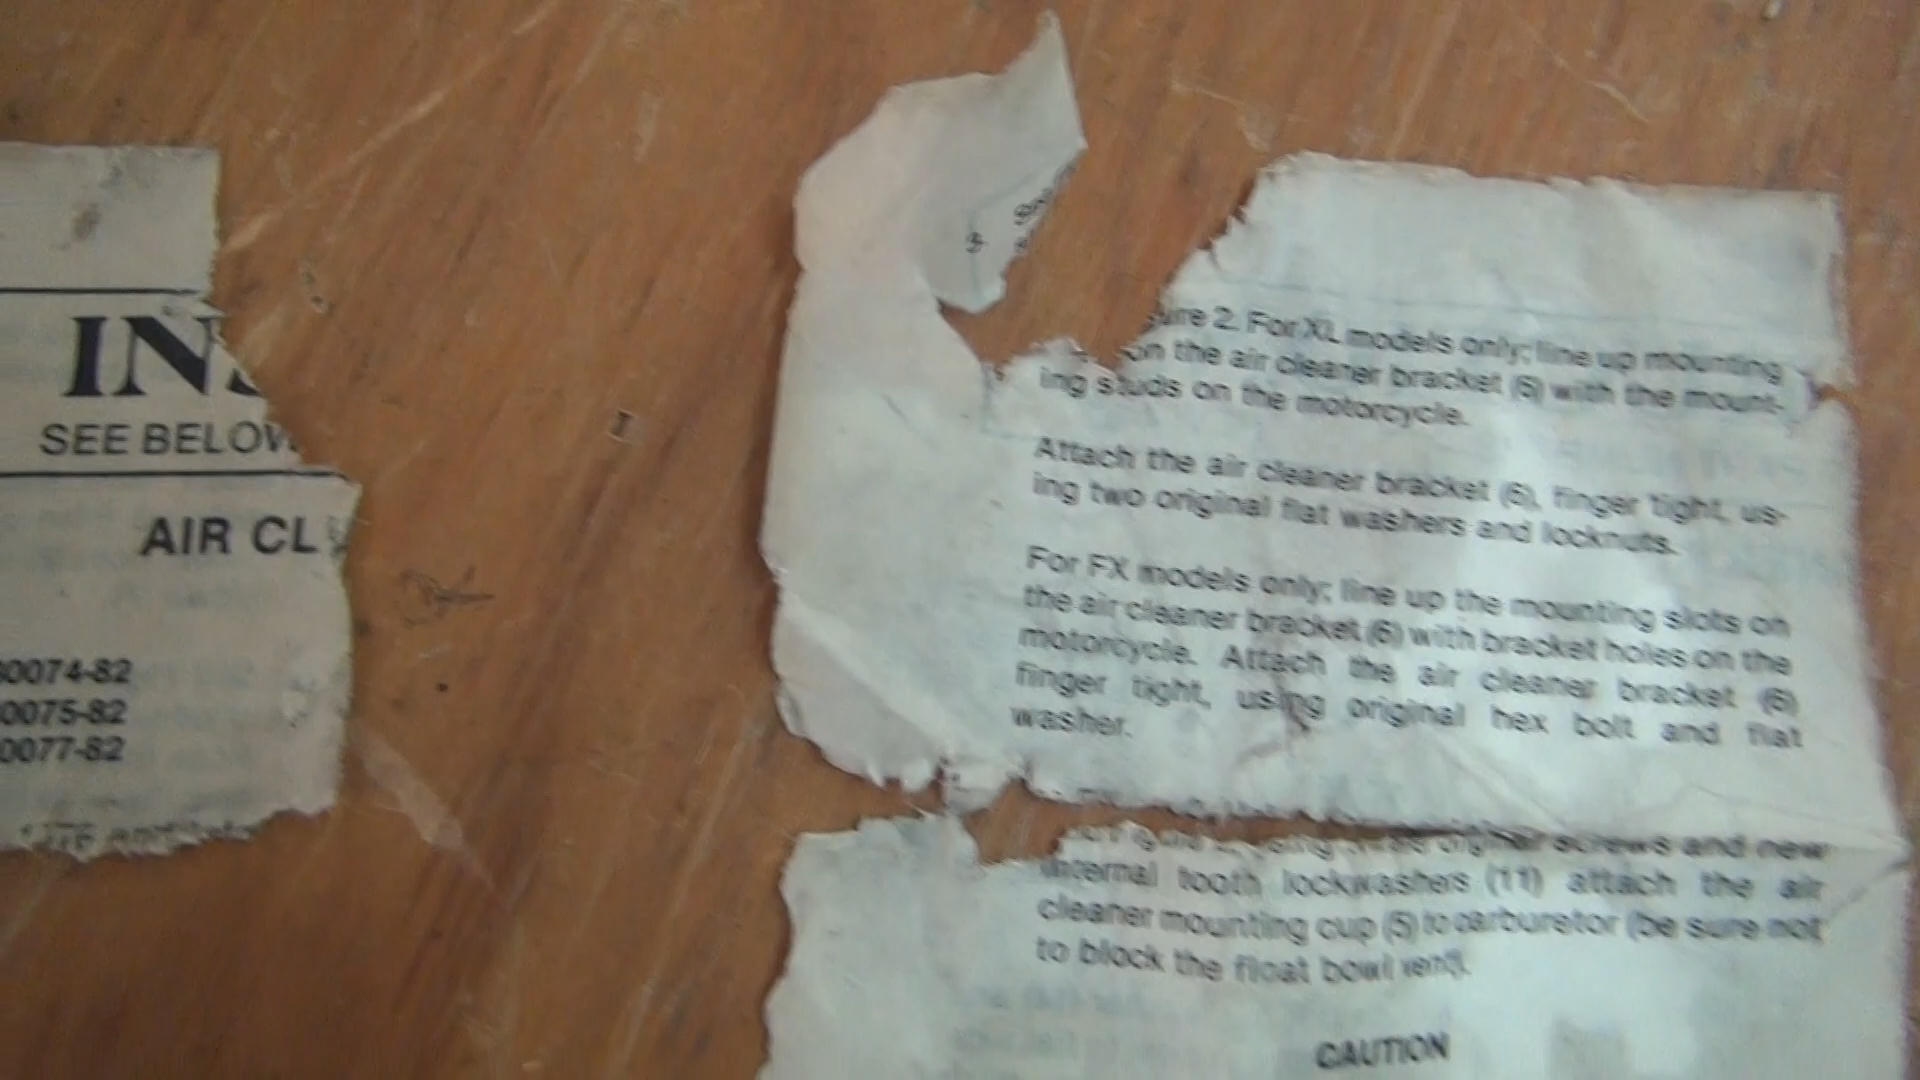 IN
SEE BELOW
AIR CL
0074-82
0075-82
0077-82
ure 2. For XL models only; line up mounting
on the air cleaner bracket (6) with the mount-
ing studs on the motorcycle.
Attach the air cleaner bracket (6), finger tight, us-
ing two original flat washers and locknuts.
For FX models only; line up the mounting slots on
the air cleaner bracket (6) with bracket holes on the
motorcycle. Attach the air cleaner bracket (6)
finger tight, using original hex bolt and flat
washer.
screws and new
internal tooth lockwashers (11) attach the air
cleaner mounting cup (5) to carburetor (be sure not
to block the float bowl vent).
CAUTION